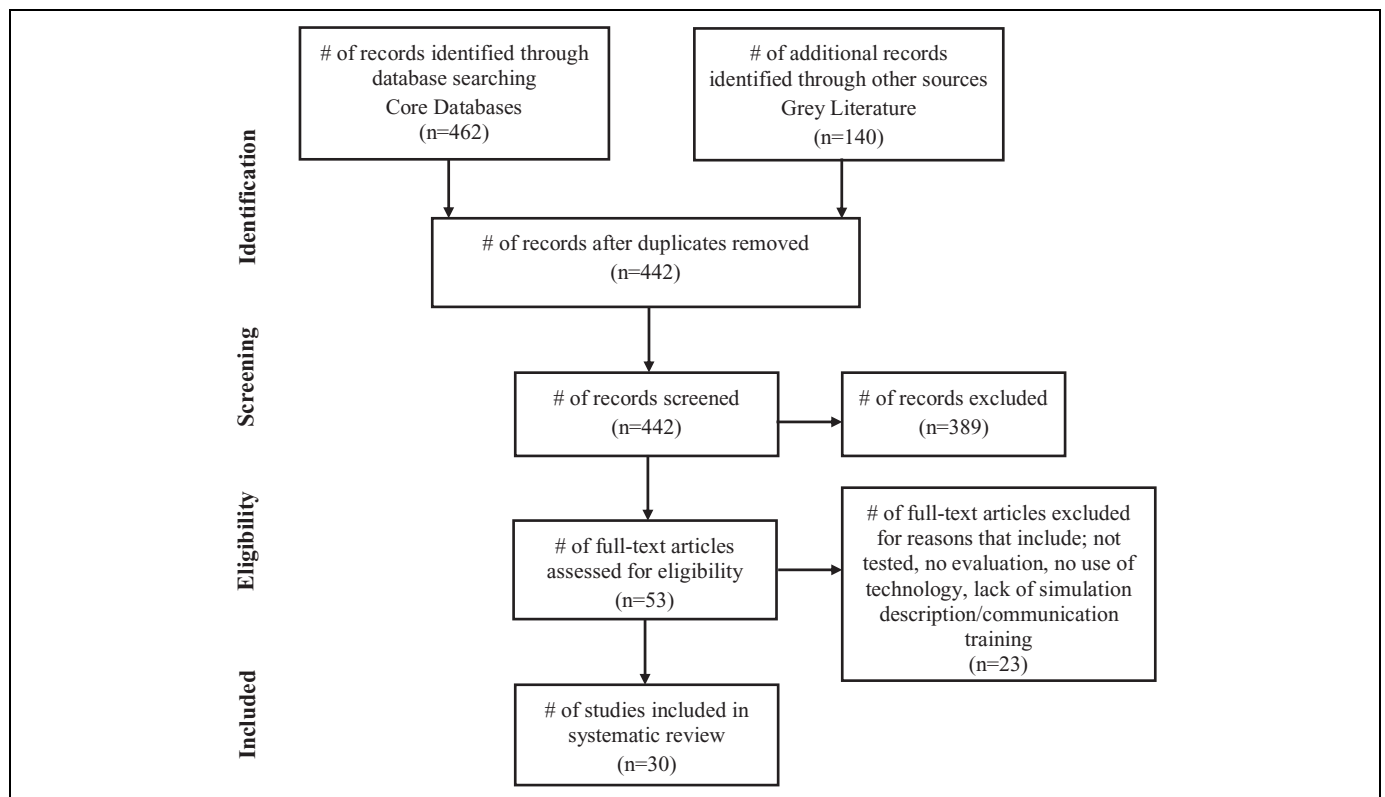 # of records identified through
database searching
Core Databases
(n=462)
# of additional records
identified through other sources
Grey Literature
(n=140)
Identification
# of records after duplicates removed
(n=442)
Screening
# of records screened
(n=442)
# of records excluded
(n=389)
Eligibility
# of full-text articles
assessed for eligibility
(n=53)
# of full-text articles excluded
for reasons that include; not
tested, no evaluation, no use of
technology, lack of simulation
description/communication
training
(n=23)
Included
# of studies included in
systematic review
(n=30)